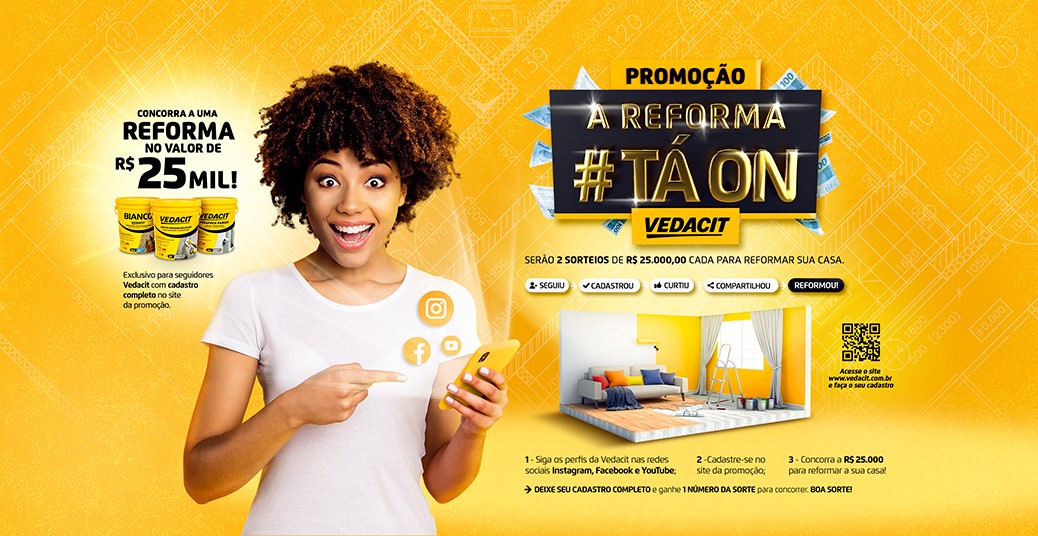 CONCORRA A UMA
REFORMA
NO VALOR DE
R$ 25 MIL!
BIANCO
VEDACIT
VEDACIT
Exclusivo para seguidores
Vedacit com cadastro
completo no site
da promoção.
PROMOÇÃO
A REFORMA
#TÁ ON
VEDACIT
SERÃO 2 SORTEIOS DE R$ 25.000,00 CADA PARA REFORMAR SUA CASA.
SEGUIU
CADASTROU
CURTIU
COMPARTILHOU
REFORMOU!
Acesse o site
www.vedacit.com.br
e faça o seu cadastro
1 - Siga os perfis da Vedacit nas redes
sociais Instagram, Facebook e YouTube;
2 -Cadastre-se no
site da promoção;
3 - Concorra a R$ 25.000
para reformar a sua casa!
DEIXE SEU CADASTRO COMPLETO e ganhe 1 NÚMERO DA SORTE para concorrer. BOA SORTE!